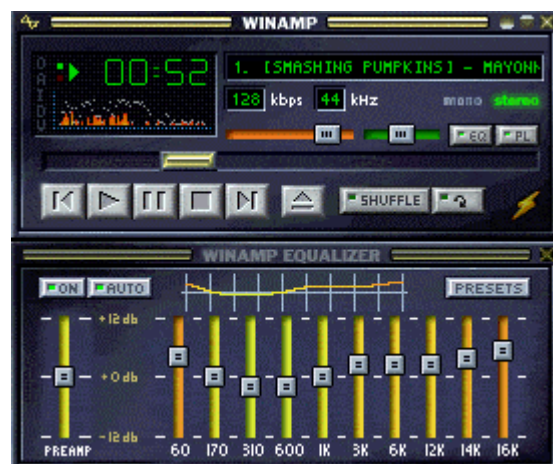 WINAMP
O
A
I
D
V
00:52
1. [SMASHING PUMPKINS] - MAYONN
128 kbps 44 kHz mono stereo
EQ PL
SHUFFLE
WINAMP EQUALIZER
ON AUTO PRESETS
+12 db
+0 db
-12 db
PREAMP 60 170 310 600 1K 3K 6K 12K 14K 16K